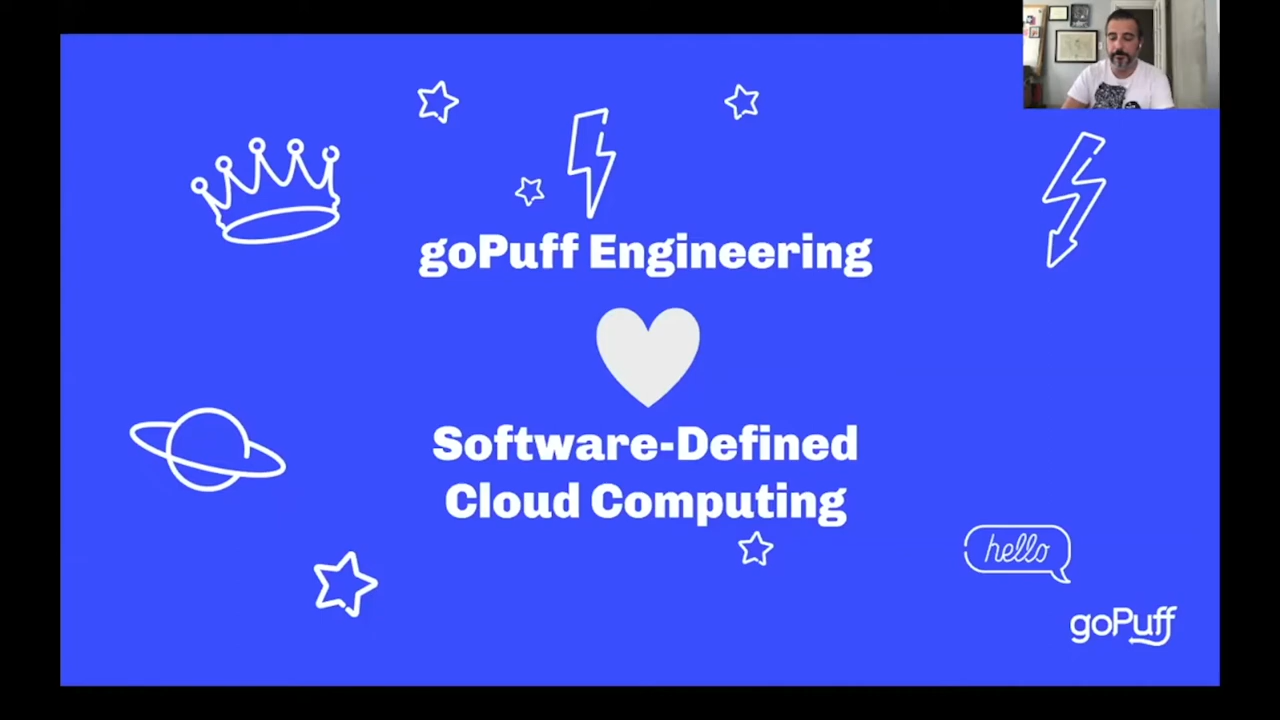 goPuff Engineering
Software-Defined
Cloud Computing
hello
goPuff